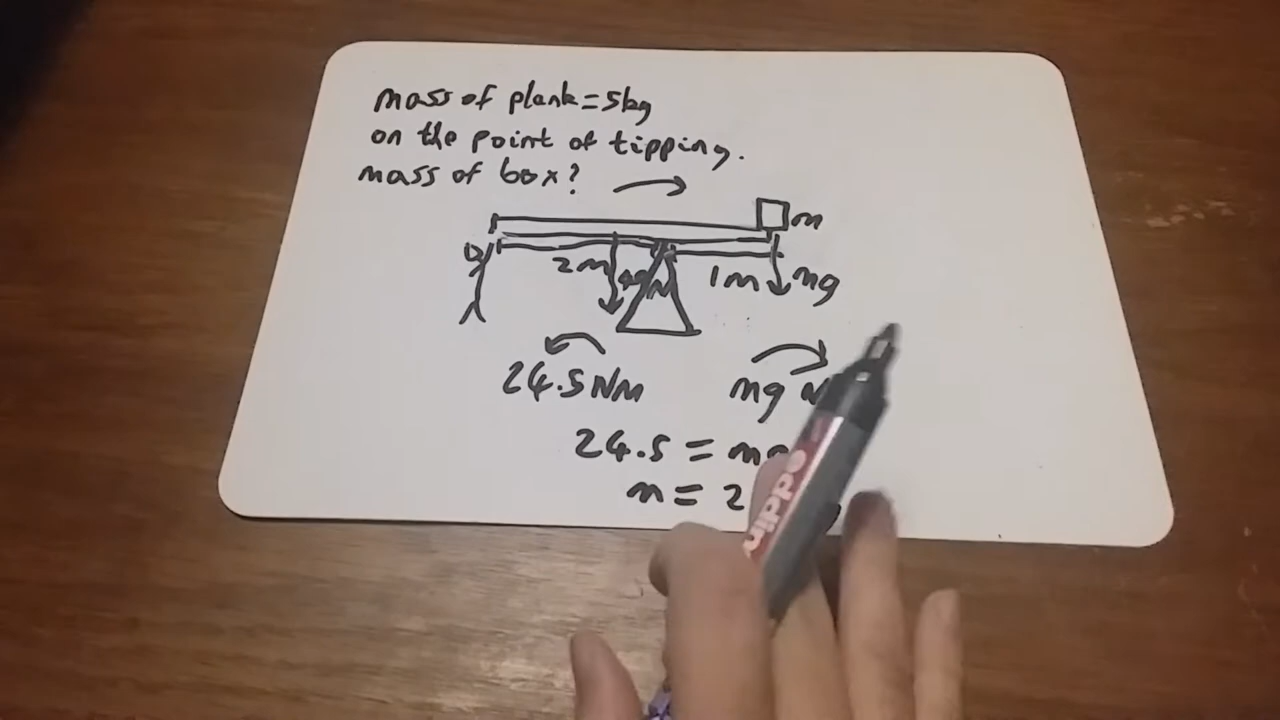 mass of plank=5kg
on the point of tipping.
mass of box?
m
2m
1m
mg
24.5Nm
mg
24.5 =
m = 2
edding